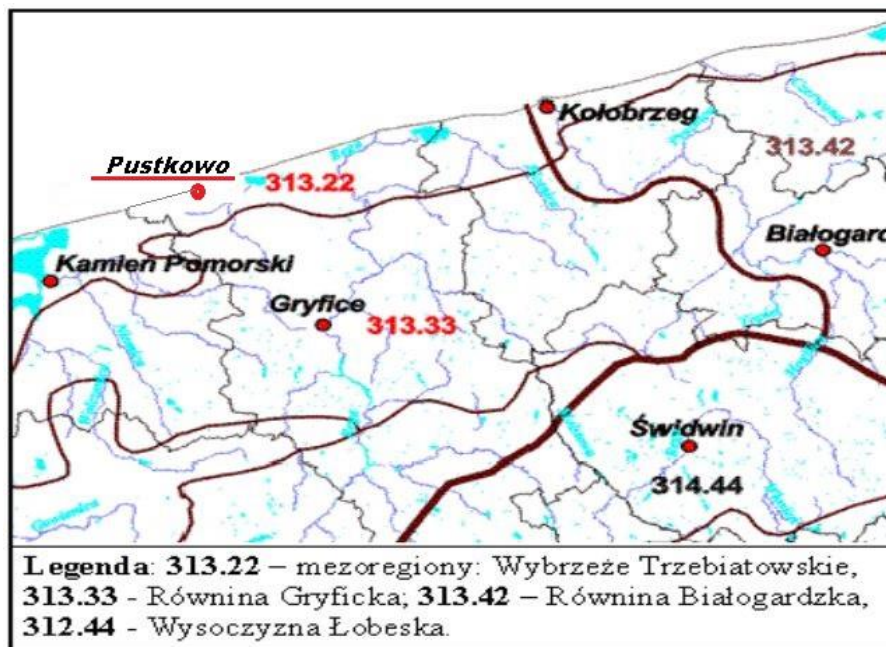 Kołobrzeg
313.42
Pustkowo
313.22
Białogard
Kamień Pomorski
Gryfice
313.33
Świdwin
314.44
Legenda: 313.22 – mezoregiony: Wybrzeże Trzebiatowskie,
313.33 - Równina Gryficka; 313.42 – Równina Białogardzka,
312.44 - Wysoczyzna Łobeska.